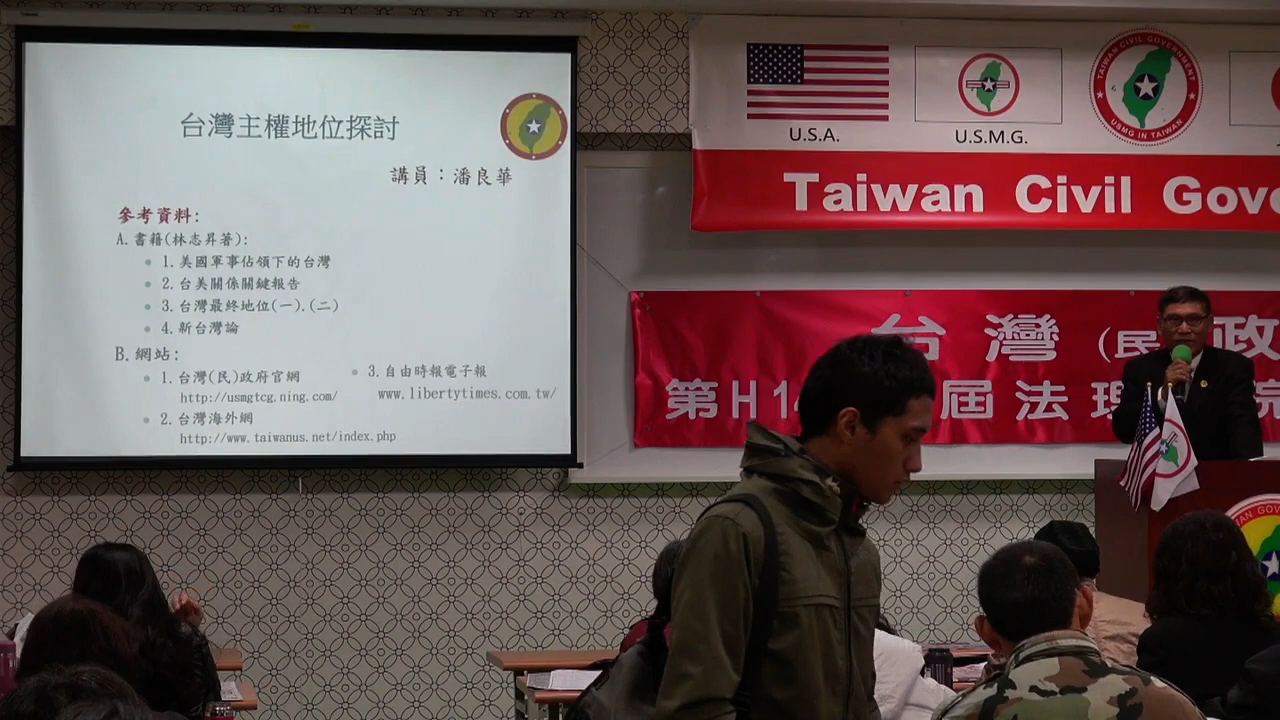 台灣主權地位探討
講員：潘良華
參考資料:
A. 書籍(林志昇著):
1. 美國軍事佔領下的台灣
2. 台美關係關鍵報告
3. 台灣最終地位(一).(二)
4. 新台灣論
B. 網站:
1. 台灣(民)政府官網
http://usmgtcg.ning.com/
2. 台灣海外網
http://www.taiwanus.net/index.php
3. 自由時報電子報
www.libertytimes.com.tw/
U.S.A.
U.S.M.G.
TAIWAN CIVIL GOVERNMENT
USMG IN TAIWAN
Taiwan Civil Gove
台灣(民 政
第H1 屆法理 院